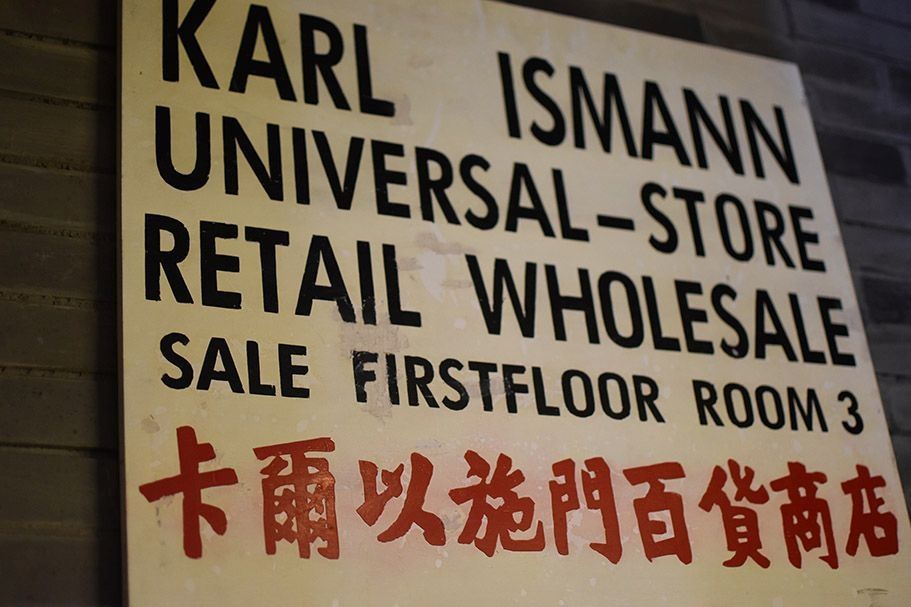 KARL ISMANN
UNIVERSAL-STORE
RETAIL WHOLESALE
SALE FIRSTFLOOR ROOM 3
卡爾以施門百貨商店